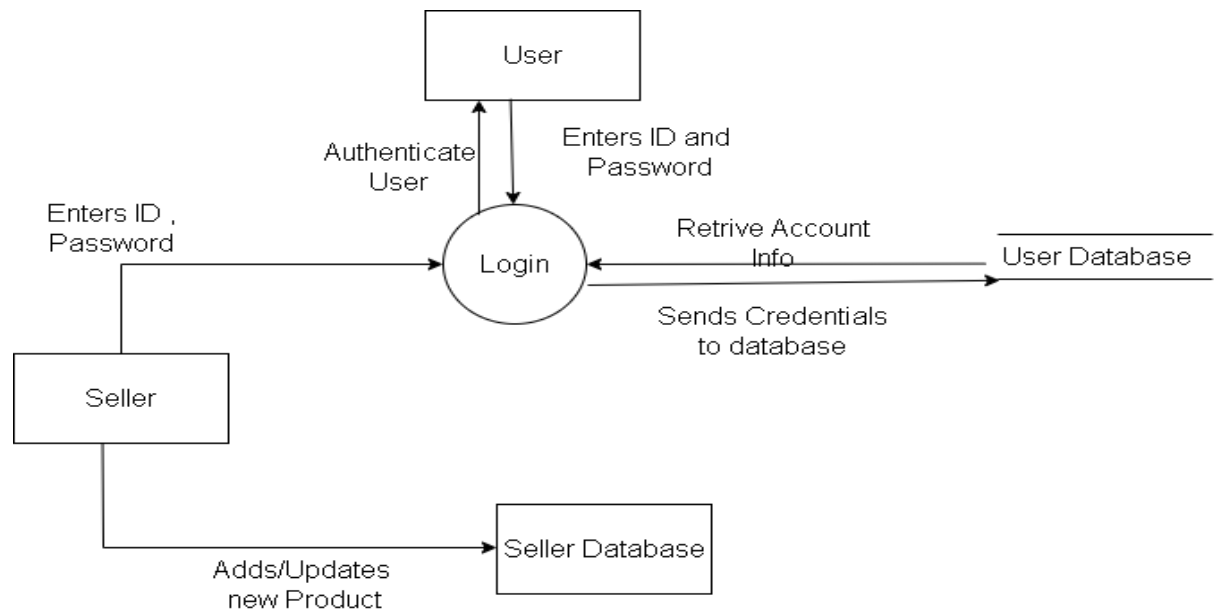 User
Authenticate
User
Enters ID and
Password
Enters ID ,
Password
Login
Retrive Account
Info
User Database
Sends Credentials
to database
Seller
Seller Database
Adds/Updates
new Product